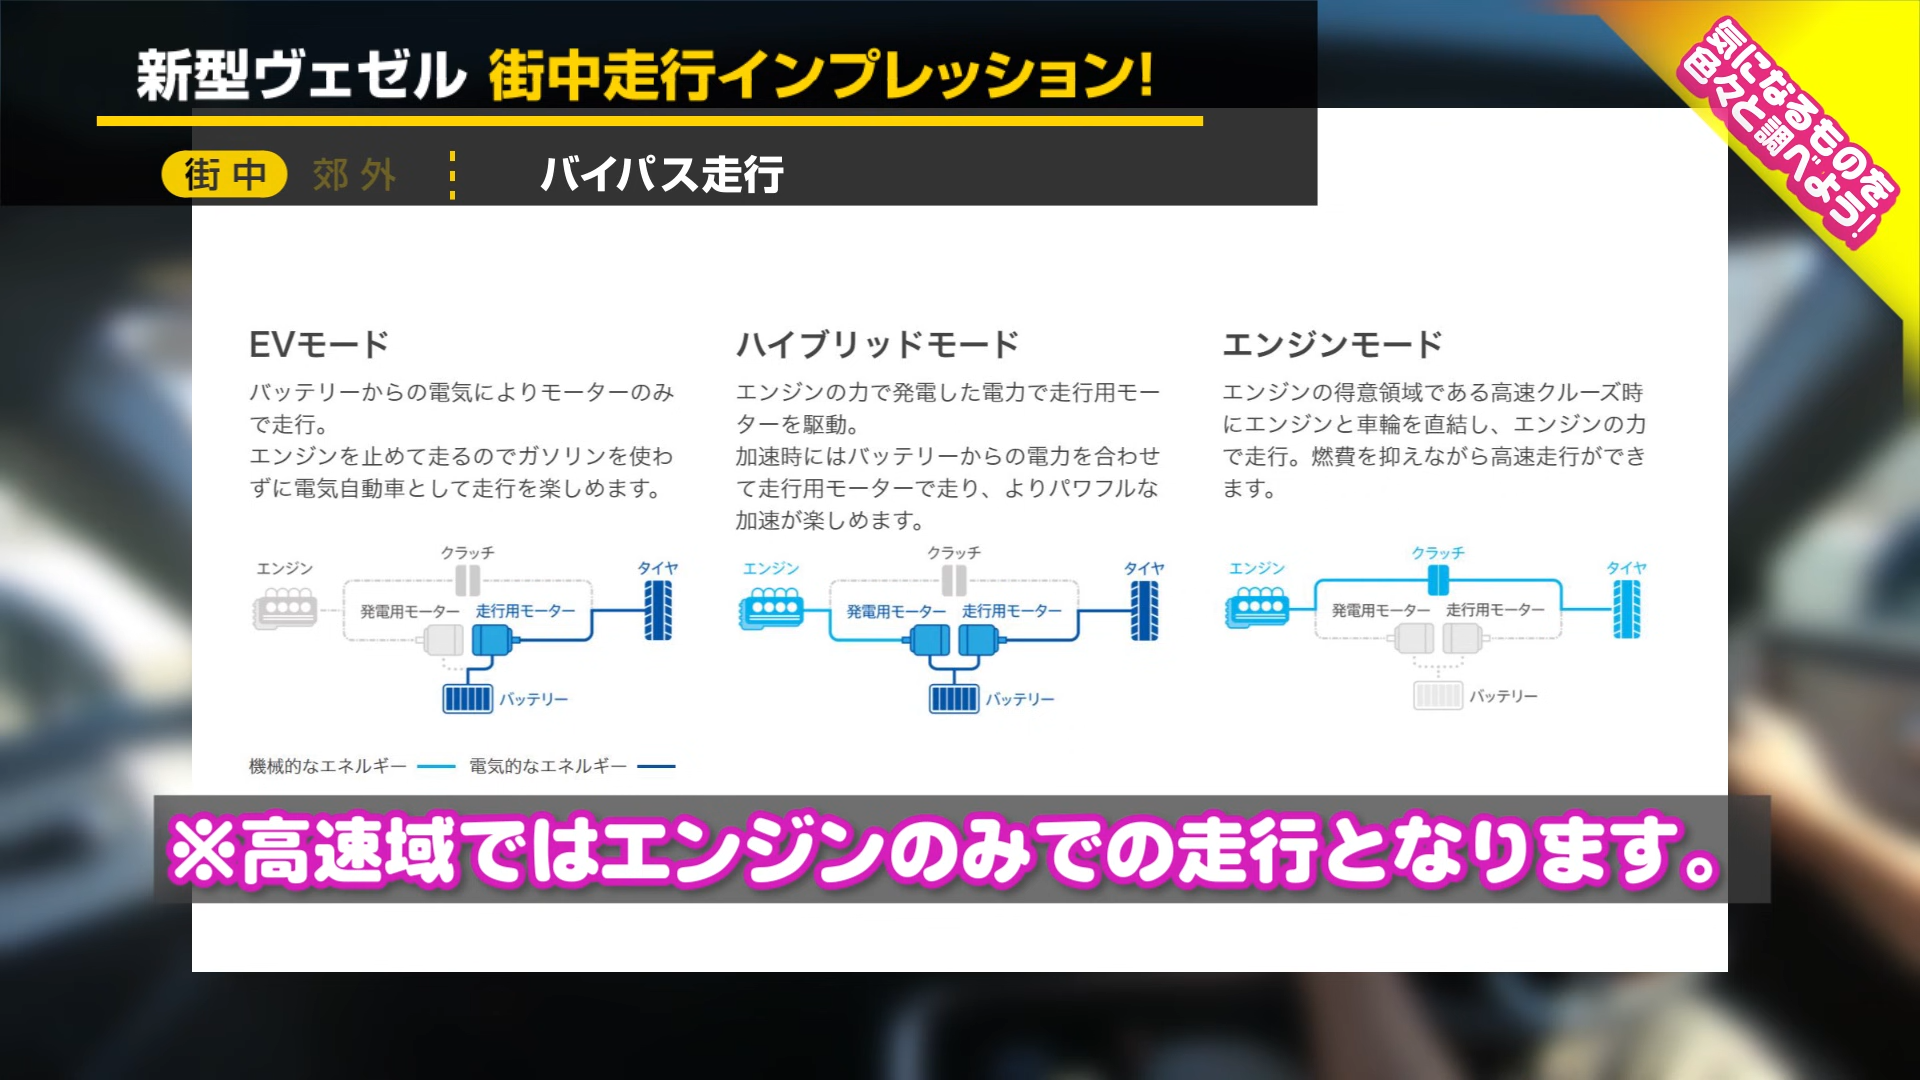 新型ヴェゼル 街中走行インプレッション!
街中 郊外 バイパス走行
気になるものを
色々と調べよう!
EVモード
バッテリーからの電気によりモーターのみ
で走行。
エンジンを止めて走るのでガソリンを使わ
ずに電気自動車として走行を楽しめます。
クラッチ
エンジン
タイヤ
発電用モーター 走行用モーター
バッテリー
ハイブリッドモード
エンジンの力で発電した電力で走行用モー
ターを駆動。
加速時にはバッテリーからの電力を合わせ
て走行用モーターで走り、よりパワフルな
加速が楽しめます。
クラッチ
エンジン
タイヤ
発電用モーター 走行用モーター
バッテリー
エンジンモード
エンジンの得意領域である高速クルーズ時
にエンジンと車輪を直結し、エンジンの力
で走行。燃費を抑えながら高速走行ができ
ます。
クラッチ
エンジン
タイヤ
発電用モーター 走行用モーター
バッテリー
機械的なエネルギー 電気的なエネルギー
※高速域ではエンジンのみでの走行となります。